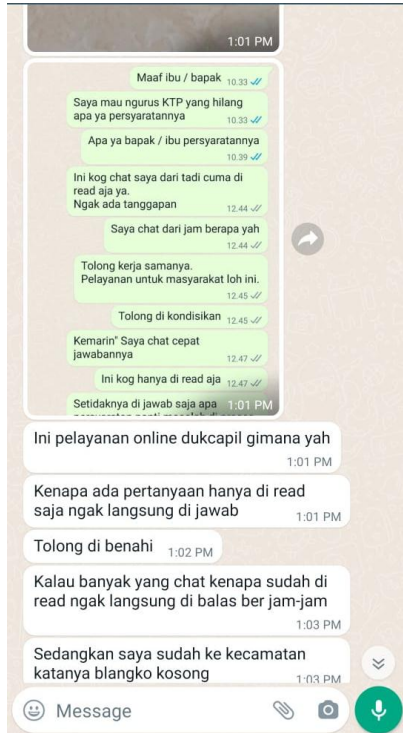 1:01 PM
Maaf ibu / bapak 10.33
Saya mau ngurus KTP yang hilang
apa ya persyaratannya 10.33
Apa ya bapak / ibu persyaratannya
10.39
Ini kog chat saya dari tadi cuma di
read aja ya.
Ngak ada tanggapan 12.44
Saya chat dari jam berapa yah
12.44
Tolong kerja samanya.
Pelayanan untuk masyarakat loh ini.
12.45
Tolong di kondisikan 12.45
Kemarin" Saya chat cepat
jawabannya 12.47
Ini kog hanya di read aja 12.47
Setidaknya di jawab saja apa 1:01 PM
Ini pelayanan online dukcapil gimana yah
1:01 PM
Kenapa ada pertanyaan hanya di read
saja ngak langsung di jawab 1:01 PM
Tolong di benahi 1:02 PM
Kalau banyak yang chat kenapa sudah di
read ngak langsung di balas ber jam-jam
1:03 PM
Sedangkan saya sudah ke kecamatan
katanya blangko kosong 1:03 PM
Message